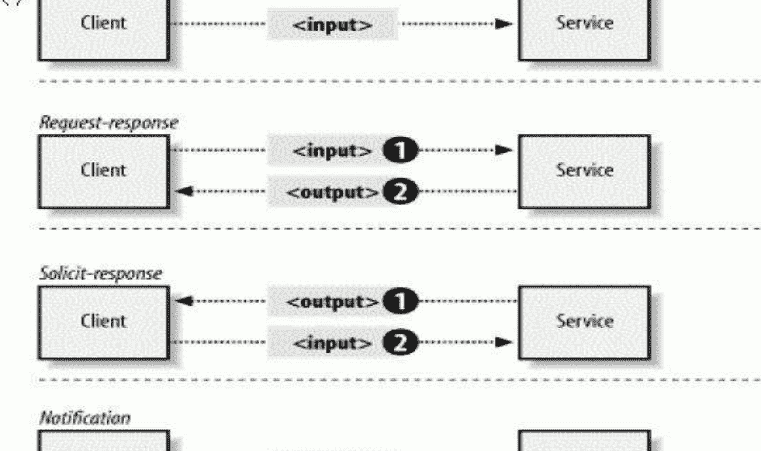 Client <input> Service
Request-response
<input> 1
Client Service
<output> 2
Solicit-response
<output> 1
Client Service
<input> 2
Notification